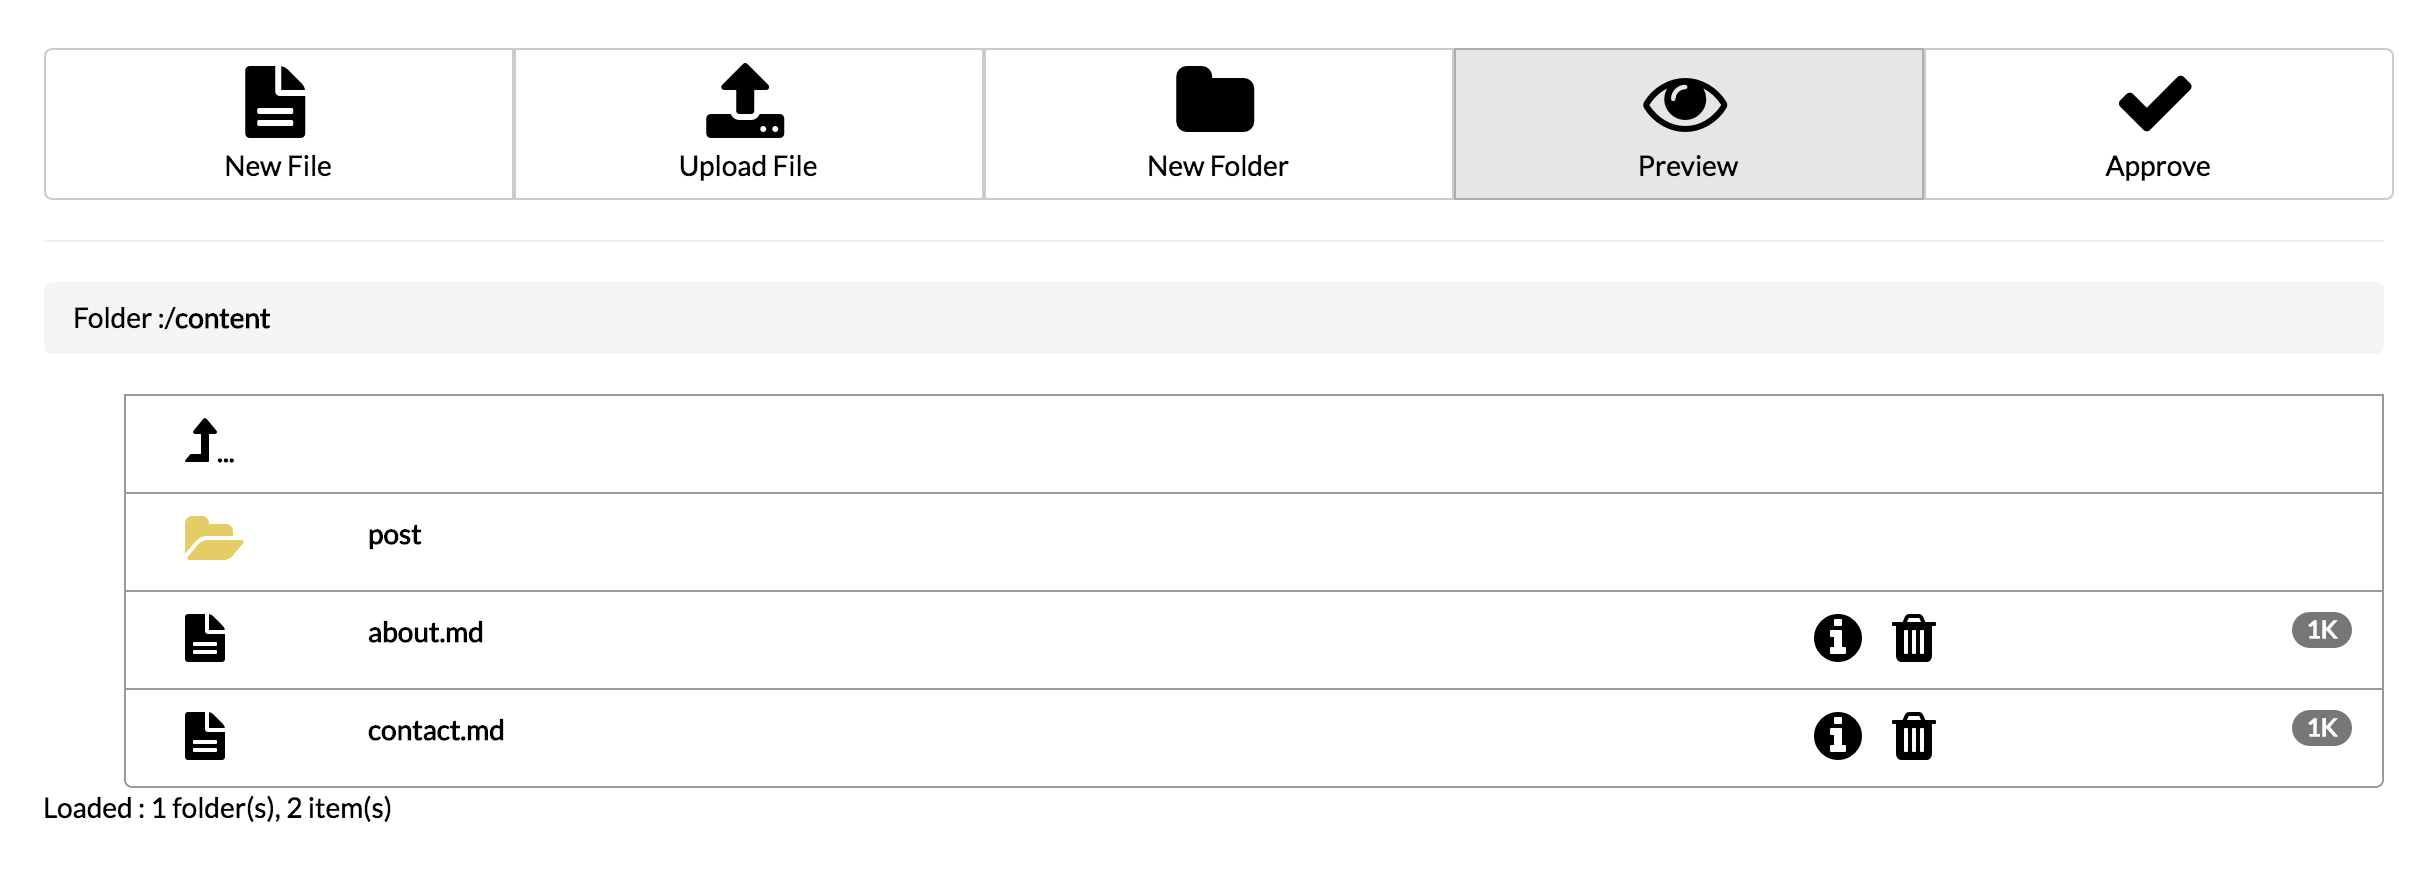 New File
Upload File
New Folder
Preview
Approve
Folder :/content
...
post
about.md
1K
contact.md
1K
Loaded : 1 folder(s), 2 item(s)